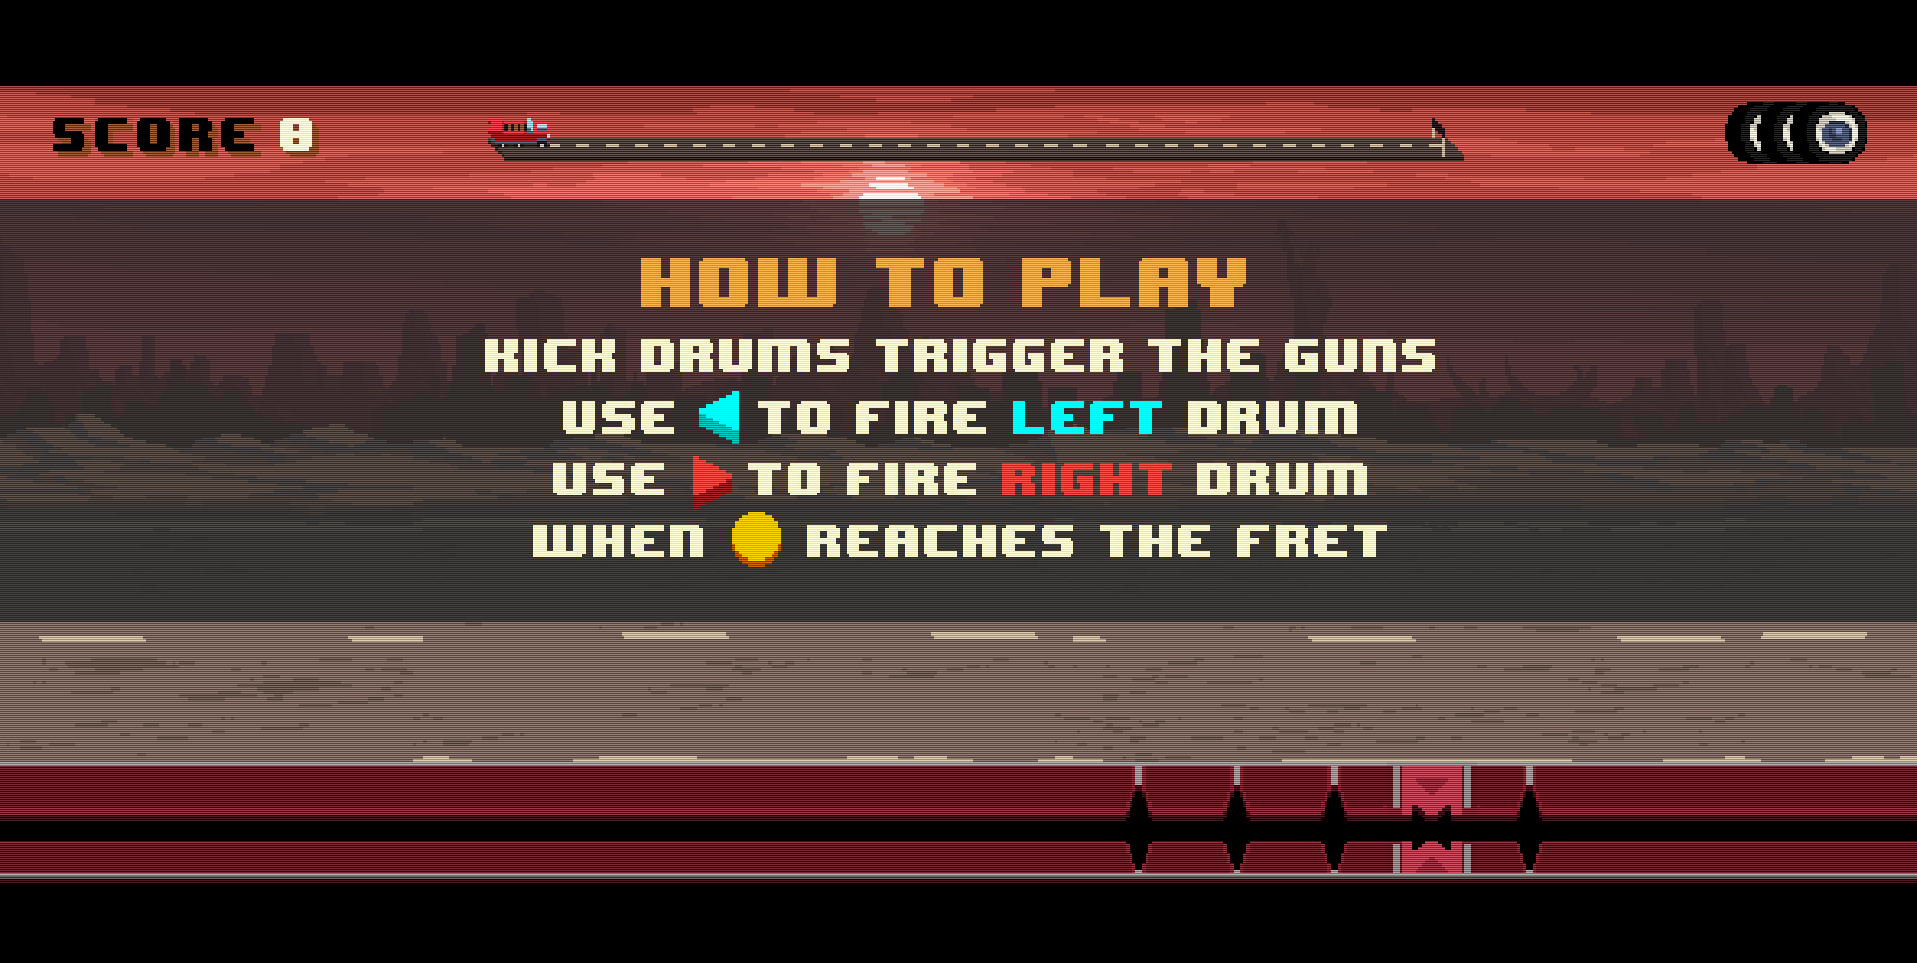 SCORE 8
HOW TO PLAY
KICK DRUMS TRIGGER THE GUNS
USE TO FIRE LEFT DRUM
USE TO FIRE RIGHT DRUM
WHEN REACHES THE FRET